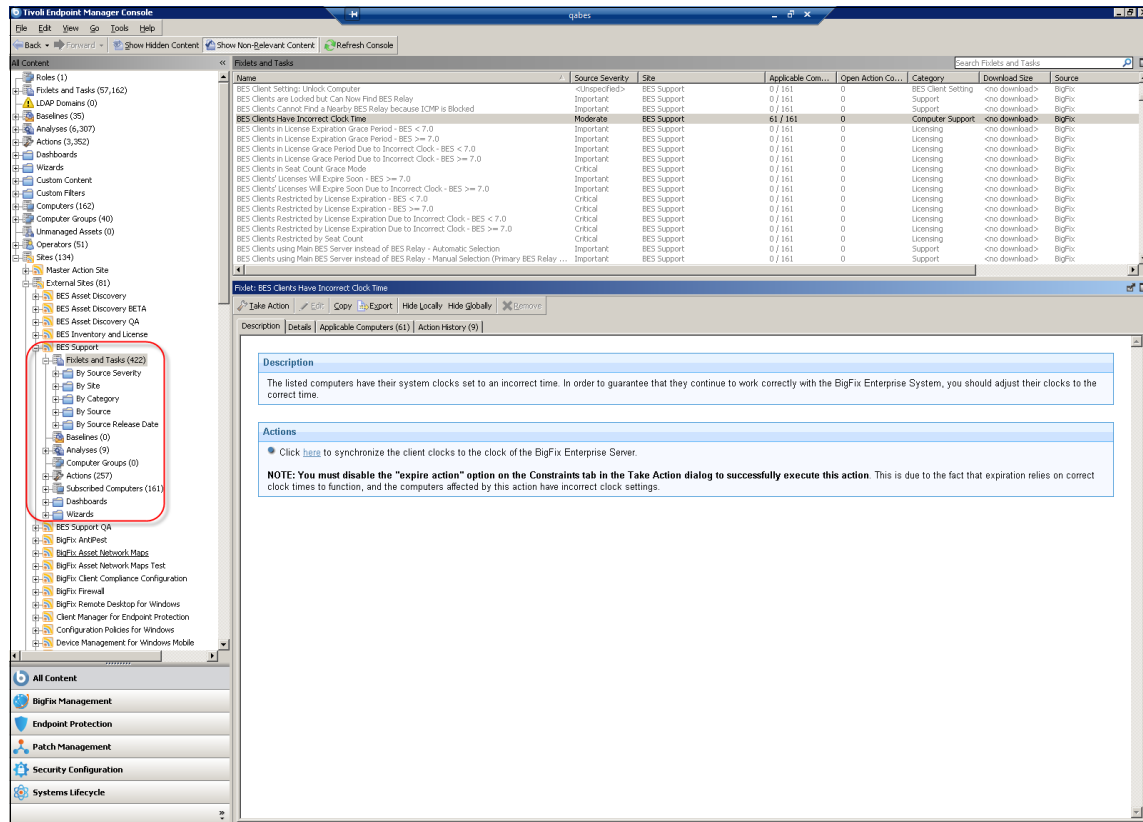 Tivoli Endpoint Manager Console
qabes
File Edit View Go Tools Help
Back Forward Show Hidden Content Show Non-Relevant Content Refresh Console
All Content «
Roles (1)
Fixlets and Tasks (57,162)
LDAP Domains (0)
Baselines (35)
Analyses (6,307)
Actions (3,352)
Dashboards
Wizards
Custom Content
Custom Filters
Computers (162)
Computer Groups (40)
Unmanaged Assets (0)
Operators (51)
Sites (134)
Master Action Site
External Sites (81)
BES Asset Discovery
BES Asset Discovery BETA
BES Asset Discovery QA
BES Inventory and License
BES Support
Fixlets and Tasks (422)
By Source Severity
By Site
By Category
By Source
By Source Release Date
Baselines (0)
Analyses (9)
Computer Groups (0)
Actions (257)
Subscribed Computers (161)
Dashboards
Wizards
BES Support QA
BigFix AntiPest
BigFix Asset Network Maps
BigFix Asset Network Maps Test
BigFix Client Compliance Configuration
BigFix Firewall
BigFix Remote Desktop for Windows
Client Manager for Endpoint Protection
Configuration Policies for Windows
Device Management for Windows Mobile
All Content
BigFix Management
Endpoint Protection
Patch Management
Security Configuration
Systems Lifecycle
»
Fixlets and Tasks Search Fixlets and Tasks
Name Source Severity Site Applicable Com... Open Action Co... Category Download Size Source
BES Client Setting: Unlock Computer <Unspecified> BES Support 0 / 161 0 BES Client Setting <no download> BigFix
BES Clients are Locked but Can Now Find BES Relay Important BES Support 0 / 161 0 Support <no download> BigFix
BES Clients Cannot Find a Nearby BES Relay because ICMP is Blocked Important BES Support 0 / 161 0 Support <no download> BigFix
BES Clients Have Incorrect Clock Time Moderate BES Support 61 / 161 0 Computer Support <no download> BigFix
BES Clients in License Expiration Grace Period - BES < 7.0 Important BES Support 0 / 161 0 Licensing <no download> BigFix
BES Clients in License Expiration Grace Period - BES >= 7.0 Important BES Support 0 / 161 0 Licensing <no download> BigFix
BES Clients in License Grace Period Due to Incorrect Clock - BES < 7.0 Important BES Support 0 / 161 0 Licensing <no download> BigFix
BES Clients in License Grace Period Due to Incorrect Clock - BES >= 7.0 Important BES Support 0 / 161 0 Licensing <no download> BigFix
BES Clients in Seat Count Grace Mode Critical BES Support 0 / 161 0 Licensing <no download> BigFix
BES Clients' Licenses Will Expire Soon - BES >= 7.0 Important BES Support 0 / 161 0 Licensing <no download> BigFix
BES Clients' Licenses Will Expire Soon Due to Incorrect Clock - BES >= 7.0 Important BES Support 0 / 161 0 Licensing <no download> BigFix
BES Clients Restricted by License Expiration - BES < 7.0 Critical BES Support 0 / 161 0 Licensing <no download> BigFix
BES Clients Restricted by License Expiration - BES >= 7.0 Critical BES Support 0 / 161 0 Licensing <no download> BigFix
BES Clients Restricted by License Expiration Due to Incorrect Clock - BES < 7.0 Critical BES Support 0 / 161 0 Licensing <no download> BigFix
BES Clients Restricted by License Expiration Due to Incorrect Clock - BES >= 7.0 Critical BES Support 0 / 161 0 Licensing <no download> BigFix
BES Clients Restricted by Seat Count Critical BES Support 0 / 161 0 Licensing <no download> BigFix
BES Clients using Main BES Server instead of BES Relay - Automatic Selection Important BES Support 0 / 161 0 Support <no download> BigFix
BES Clients using Main BES Server instead of BES Relay - Manual Selection (Primary BES Relay ... Important BES Support 0 / 161 0 Support <no download> BigFix
Fixlet: BES Clients Have Incorrect Clock Time
Take Action Edit Copy Export Hide Locally Hide Globally Remove
Description Details Applicable Computers (61) Action History (9)
Description
The listed computers have their system clocks set to an incorrect time. In order to guarantee that they continue to work correctly with the BigFix Enterprise System, you should adjust their clocks to the
correct time.
Actions
Click here to synchronize the client clocks to the clock of the BigFix Enterprise Server.
NOTE: You must disable the "expire action" option on the Constraints tab in the Take Action dialog to successfully execute this action. This is due to the fact that expiration relies on correct
clock times to function, and the computers affected by this action have incorrect clock settings.